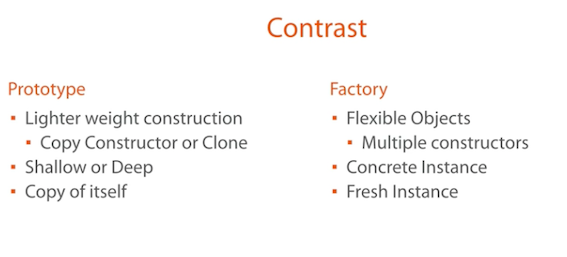 Contrast
Prototype
▪ Lighter weight construction
▪ Copy Constructor or Clone
▪ Shallow or Deep
▪ Copy of itself
Factory
▪ Flexible Objects
▪ Multiple constructors
▪ Concrete Instance
▪ Fresh Instance